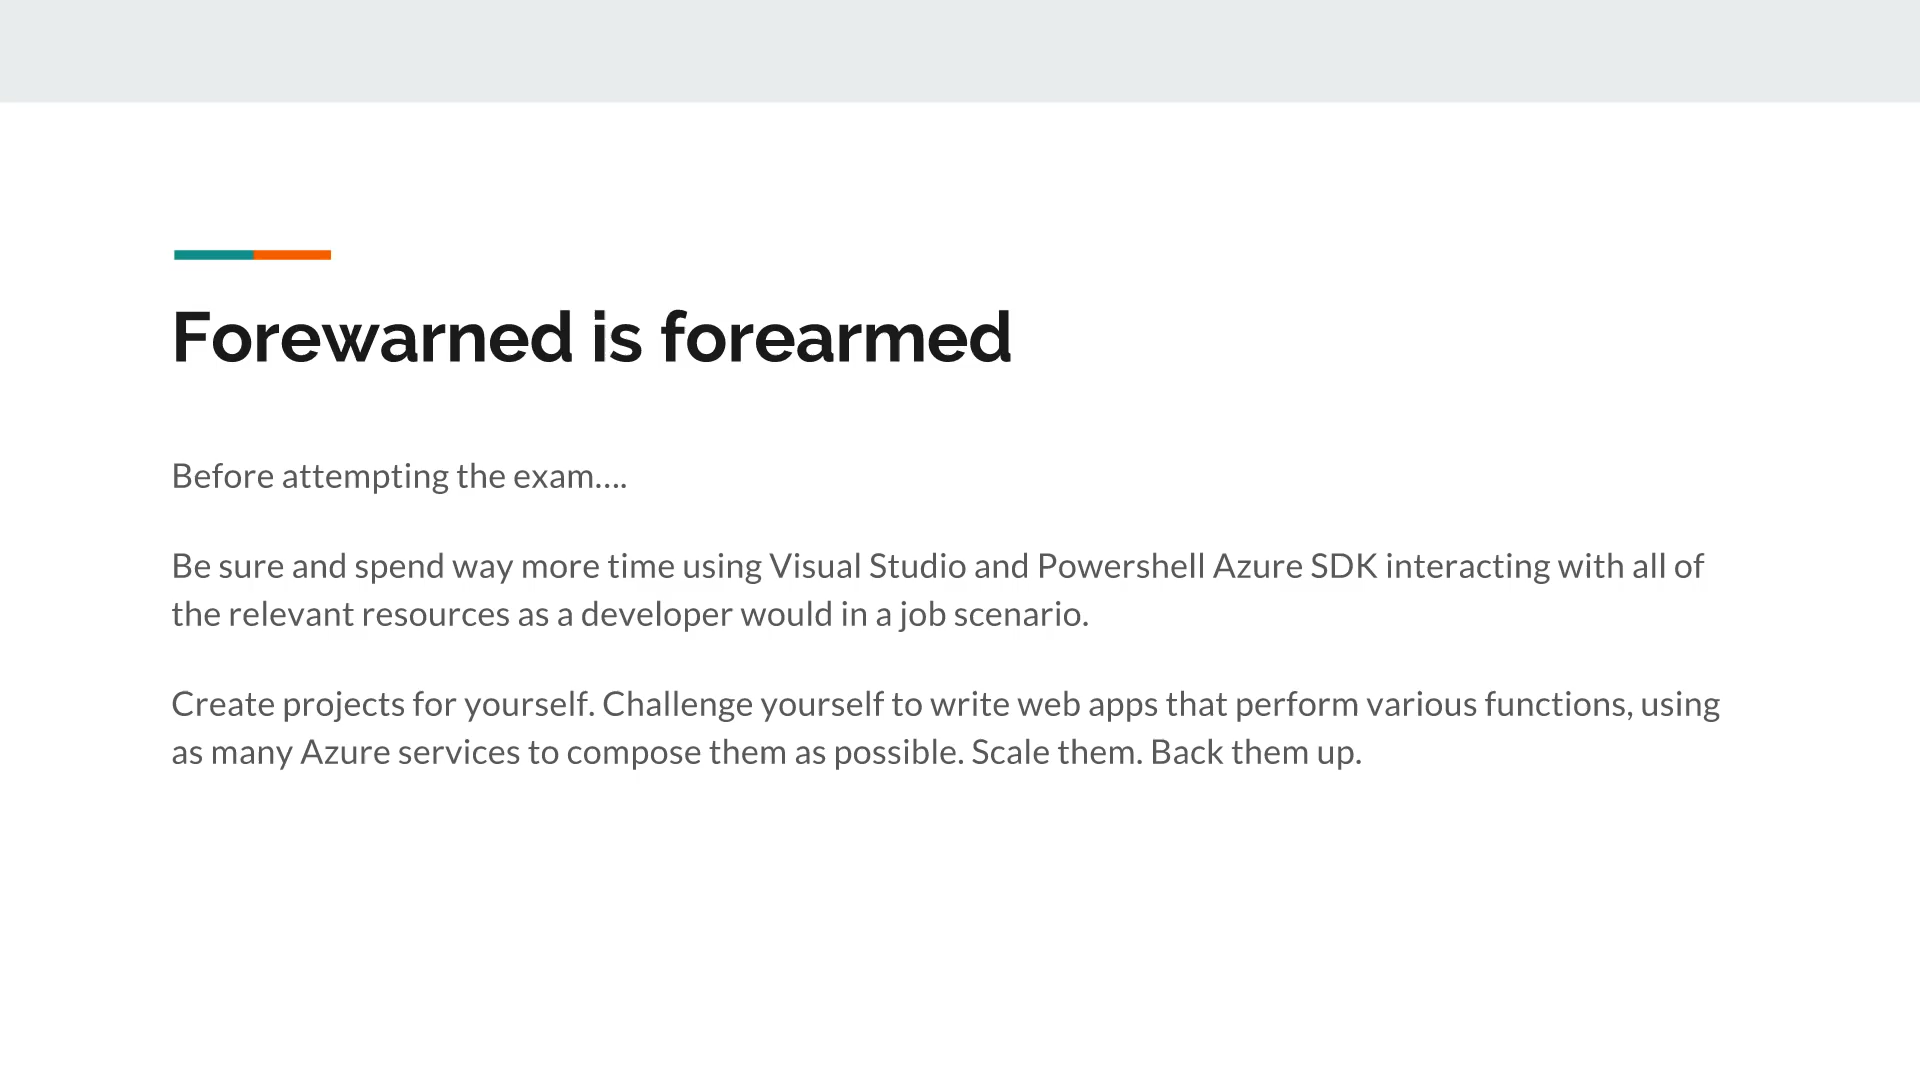 Forewarned is forearmed
Before attempting the exam....
Be sure and spend way more time using Visual Studio and Powershell Azure SDK interacting with all of
the relevant resources as a developer would in a job scenario.
Create projects for yourself. Challenge yourself to write web apps that perform various functions, using
as many Azure services to compose them as possible. Scale them. Back them up.